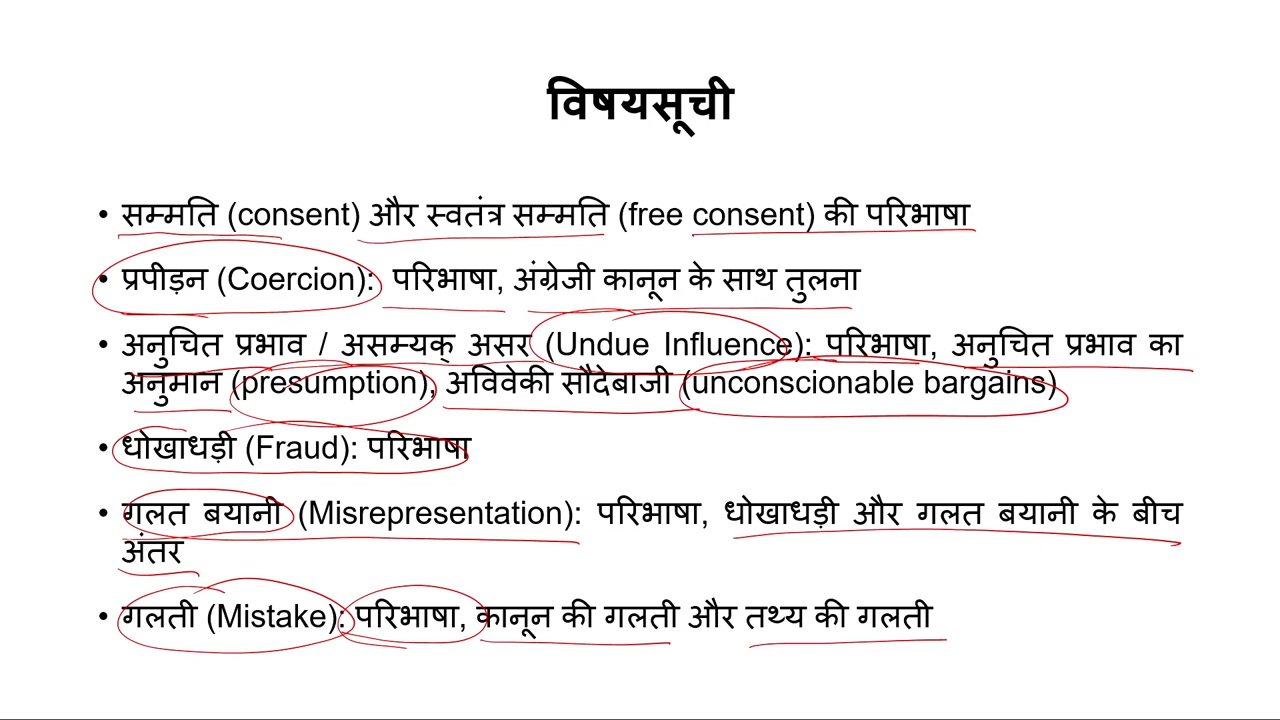 विषयसूची
• सम्मति (consent) और स्वतंत्र सम्मति (free consent) की परिभाषा
• प्रपीड़न (Coercion): परिभाषा, अंग्रेजी कानून के साथ तुलना
• अनुचित प्रभाव / असम्यक् असर (Undue Influence): परिभाषा, अनुचित प्रभाव का
अनुमान (presumption), अविवेकी सौदेबाजी (unconscionable bargains)
• धोखाधड़ी (Fraud): परिभाषा
• गलत बयानी (Misrepresentation): परिभाषा, धोखाधड़ी और गलत बयानी के बीच
अंतर
• गलती (Mistake): परिभाषा, कानून की गलती और तथ्य की गलती